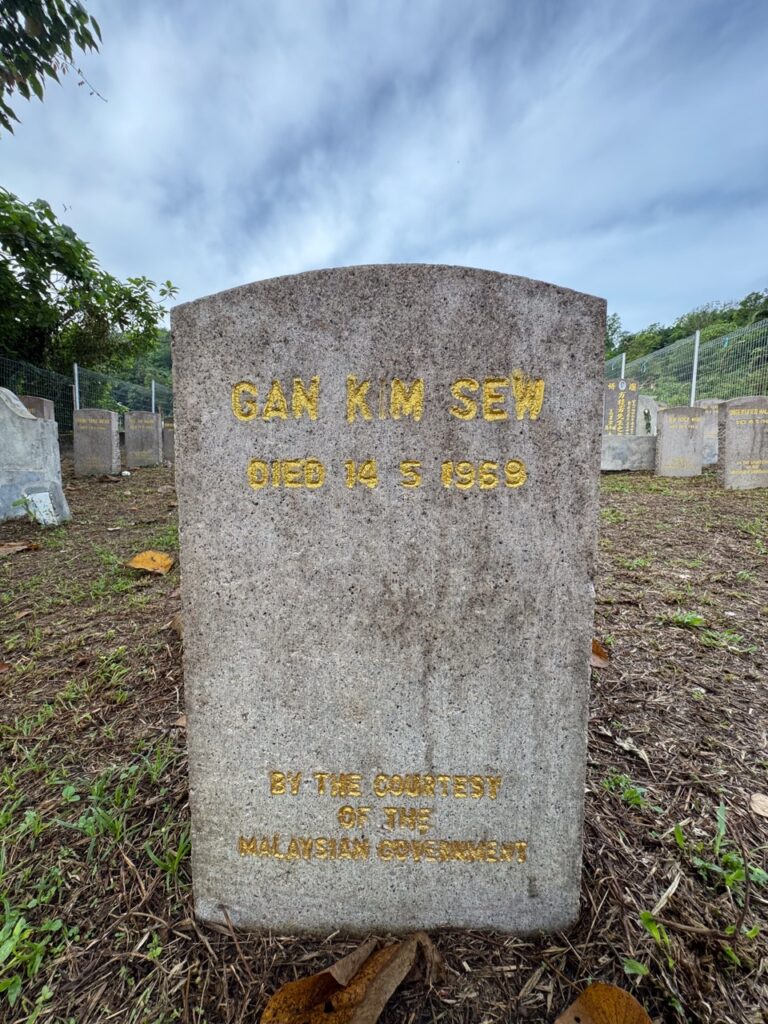 GAN KIM SEW
DIED 14 5 1969
BY THE COURTESY
OF THE
MALAYSIAN GOVERNMENT